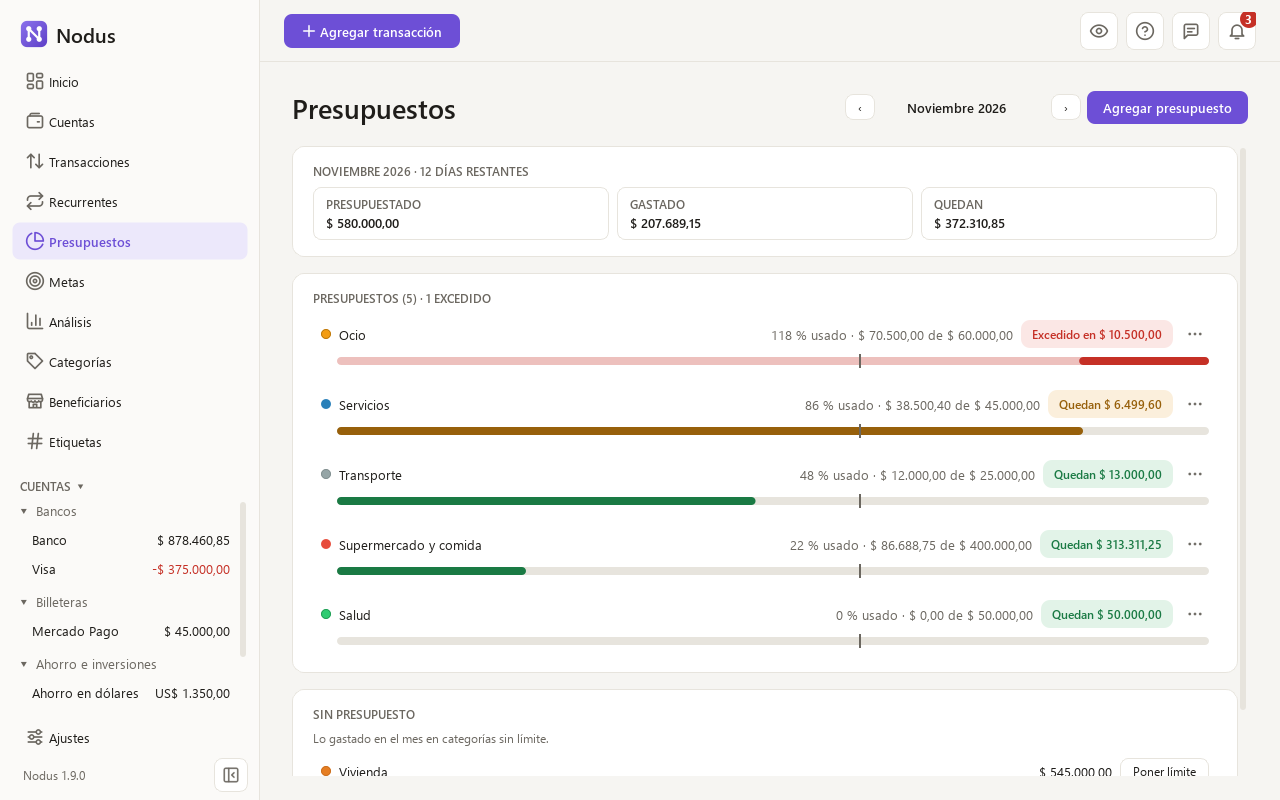 Nodus
Inicio
Cuentas
Transacciones
Recurrentes
Presupuestos
Metas
Análisis
Categorías
Beneficiarios
Etiquetas
CUENTAS
Bancos
Banco $ 878.460,85
Visa -$ 375.000,00
Billeteras
Mercado Pago $ 45.000,00
Ahorro e inversiones
Ahorro en dólares US$ 1.350,00
Ajustes
Nodus 1.9.0
Agregar transacción
3
Presupuestos
‹ Noviembre 2026 › Agregar presupuesto
NOVIEMBRE 2026 · 12 DÍAS RESTANTES
PRESUPUESTADO
$ 580.000,00
GASTADO
$ 207.689,15
QUEDAN
$ 372.310,85
PRESUPUESTOS (5) · 1 EXCEDIDO
Ocio 118 % usado · $ 70.500,00 de $ 60.000,00 Excedido en $ 10.500,00
Servicios 86 % usado · $ 38.500,40 de $ 45.000,00 Quedan $ 6.499,60
Transporte 48 % usado · $ 12.000,00 de $ 25.000,00 Quedan $ 13.000,00
Supermercado y comida 22 % usado · $ 86.688,75 de $ 400.000,00 Quedan $ 313.311,25
Salud 0 % usado · $ 0,00 de $ 50.000,00 Quedan $ 50.000,00
SIN PRESUPUESTO
Lo gastado en el mes en categorías sin límite.
Vivienda $ 545.000,00 Poner límite